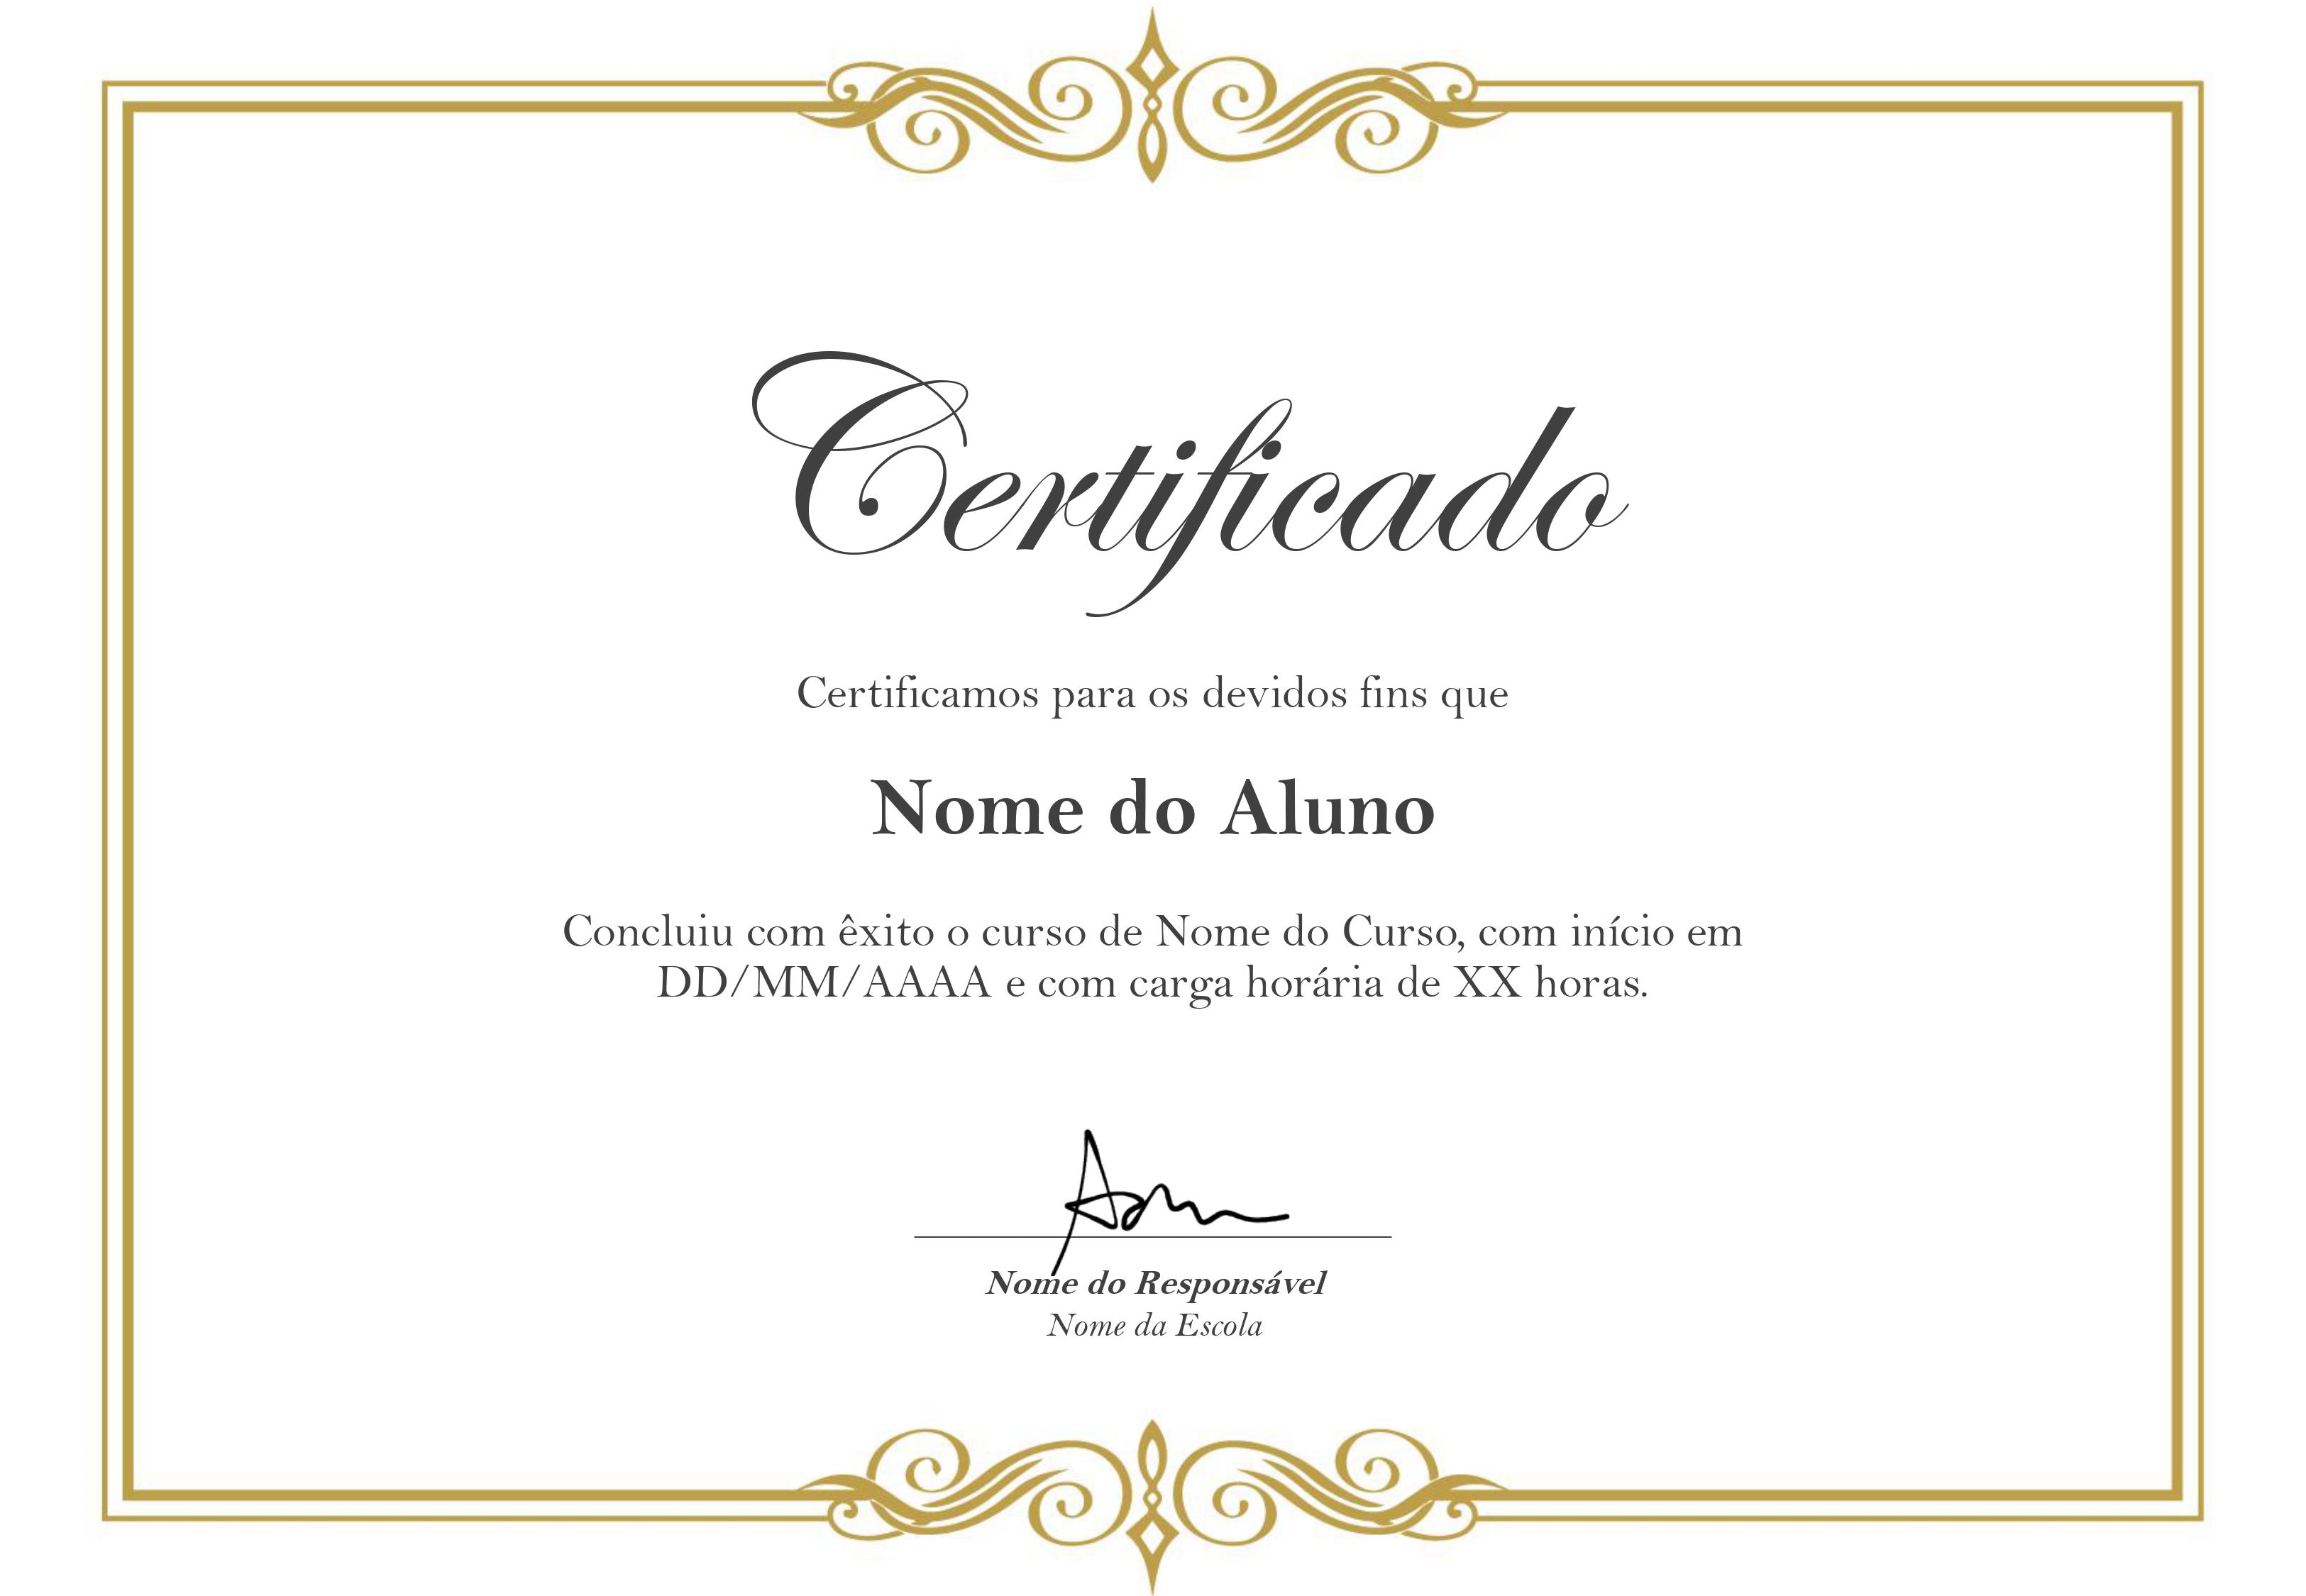 Certificado
Certificamos para os devidos fins que
Nome do Aluno
Concluiu com êxito o curso de Nome do Curso, com início em
DD/MM/AAAA e com carga horária de XX horas.
Nome do Responsável
Nome da Escola